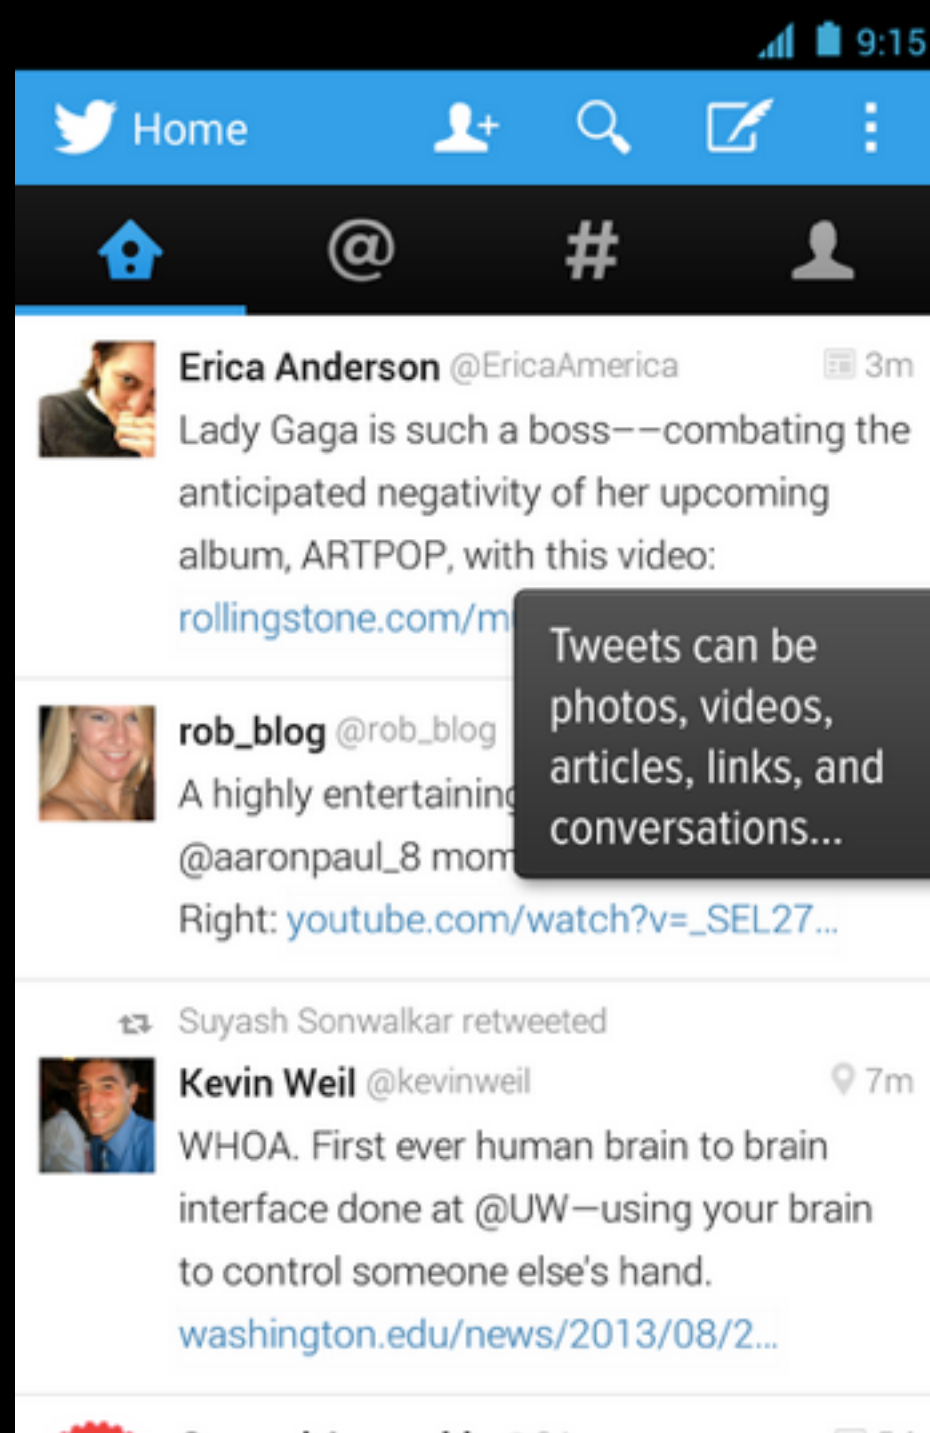 9:15
Home
@
#
Erica Anderson @EricaAmerica 3m
Lady Gaga is such a boss––combating the
anticipated negativity of her upcoming
album, ARTPOP, with this video:
rollingstone.com/m
Tweets can be
photos, videos,
articles, links, and
conversations...
rob_blog @rob_blog
A highly entertaining
@aaronpaul_8 mom
Right: youtube.com/watch?v=_SEL27...
Suyash Sonwalkar retweeted
Kevin Weil @kevinweil 7m
WHOA. First ever human brain to brain
interface done at @UW—using your brain
to control someone else's hand.
washington.edu/news/2013/08/2...